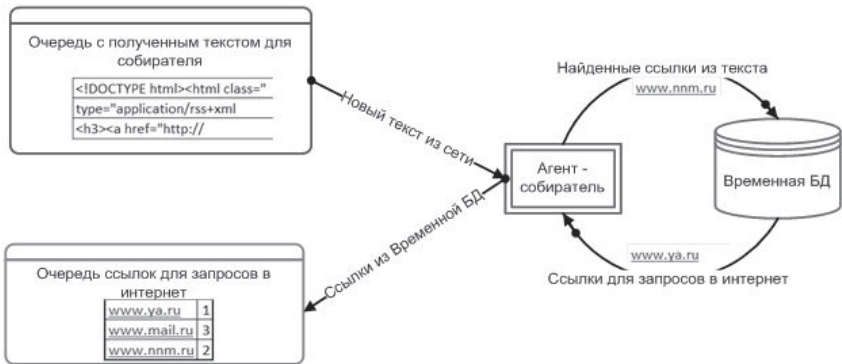 Очередь с полученным текстом для
собирателя
<!DOCTYPE html><html class="
type="application/rss+xml
<h3><a href="http://
Новый текст из сети
Найденные ссылки из текста
www.nnm.ru
Агент -
собиратель
Временная БД
Ссылки из Временной БД
www.ya.ru
Ссылки для запросов в интернет
Очередь ссылок для запросов в
интернет
www.ya.ru 1
www.mail.ru 3
www.nnm.ru 2